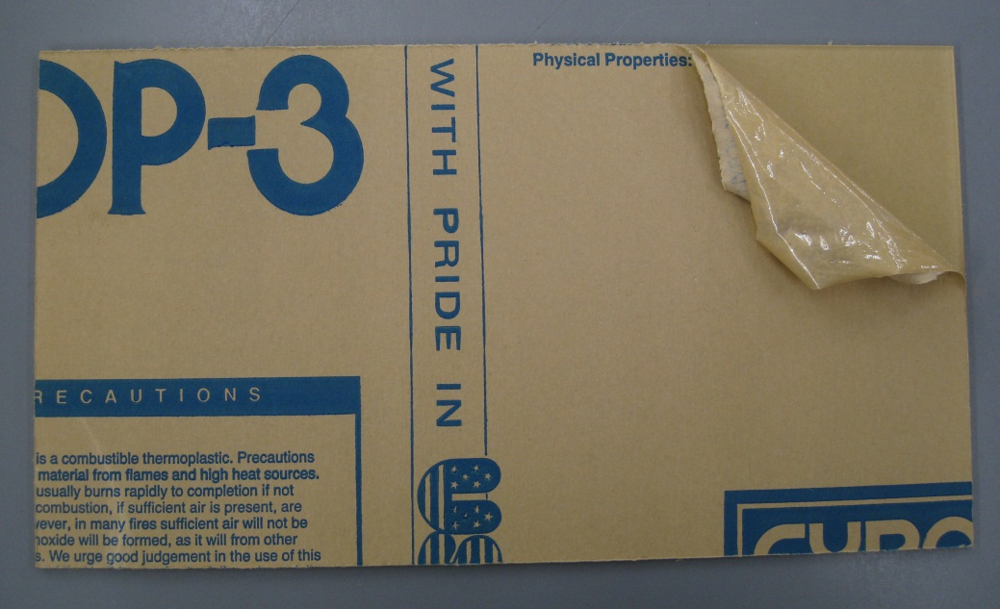 OP-3
WITH PRIDE IN
Physical Properties:
RECAUTIONS
is a combustible thermoplastic. Precautions
material from flames and high heat sources.
usually burns rapidly to completion if not
combustion, if sufficient air is present, are
wever, in many fires sufficient air will not be
noxide will be formed, as it will from other
s. We urge good judgement in the use of this
CYRO